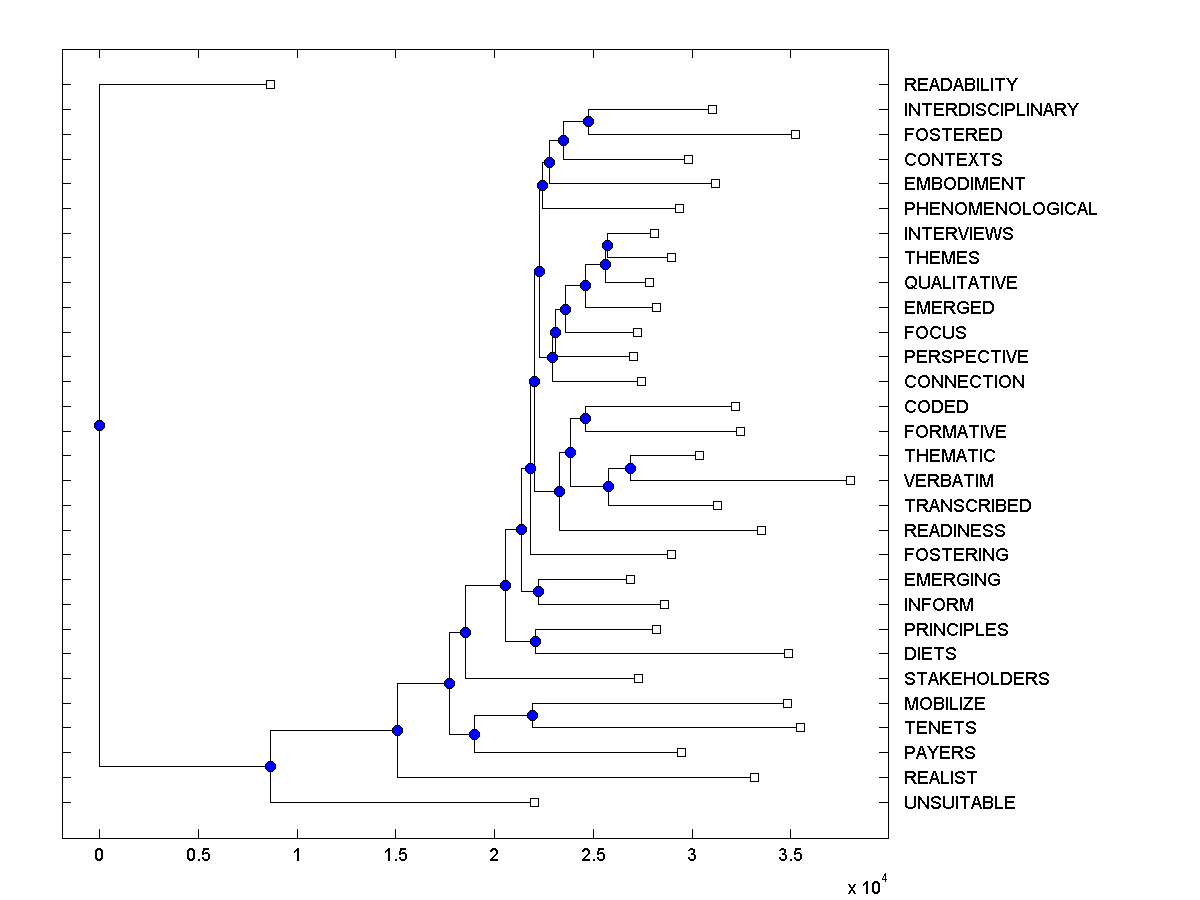 READABILITY
INTERDISCIPLINARY
FOSTERED
CONTEXTS
EMBODIMENT
PHENOMENOLOGICAL
INTERVIEWS
THEMES
QUALITATIVE
EMERGED
FOCUS
PERSPECTIVE
CONNECTION
CODED
FORMATIVE
THEMATIC
VERBATIM
TRANSCRIBED
READINESS
FOSTERING
EMERGING
INFORM
PRINCIPLES
DIETS
STAKEHOLDERS
MOBILIZE
TENETS
PAYERS
REALIST
UNSUITABLE
0 0.5 1 1.5 2 2.5 3 3.5
x 10^4